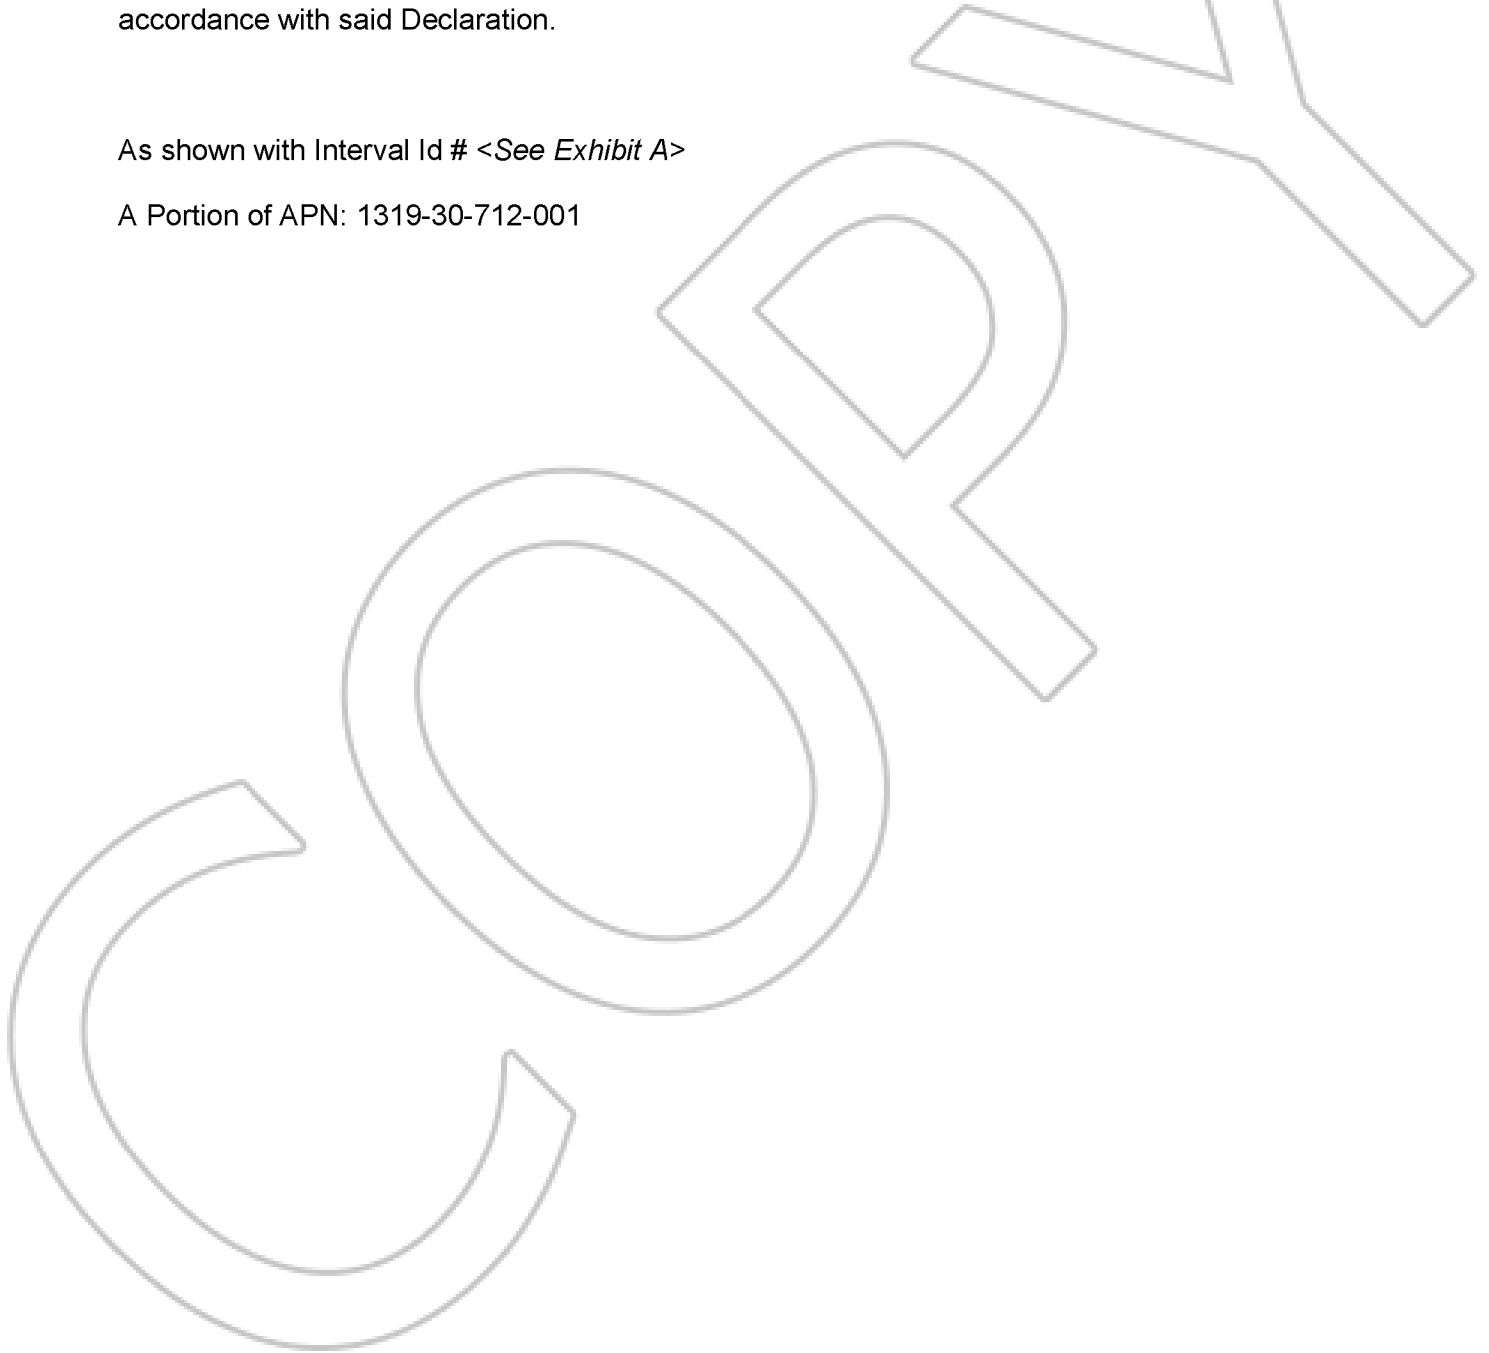 accordance with said Declaration.
As shown with Interval Id # <See Exhibit A>
A Portion of APN: 1319-30-712-001
COPY